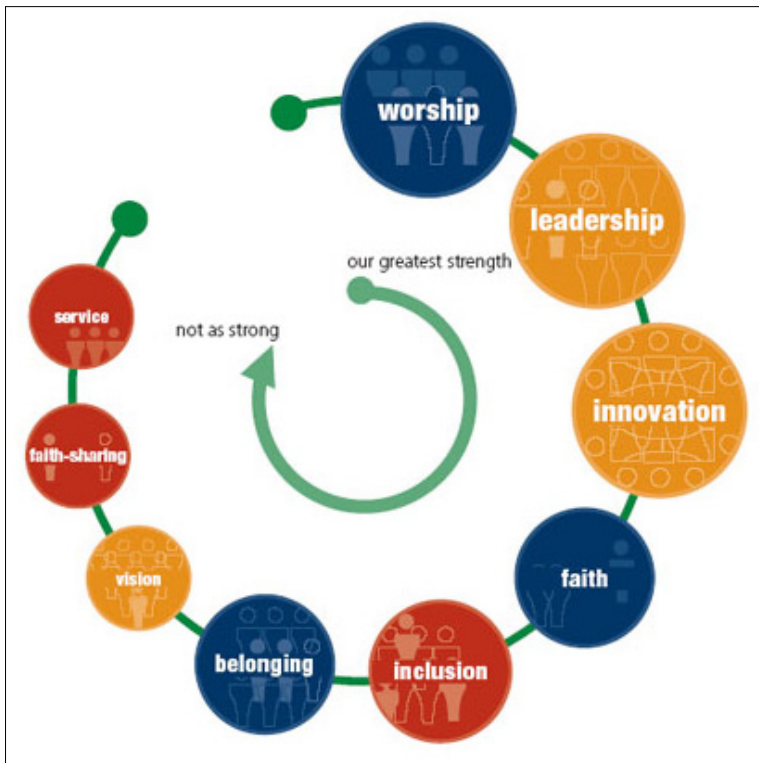 worship
leadership
our greatest strength
service
not as strong
innovation
faith-sharing
vision
faith
belonging
inclusion